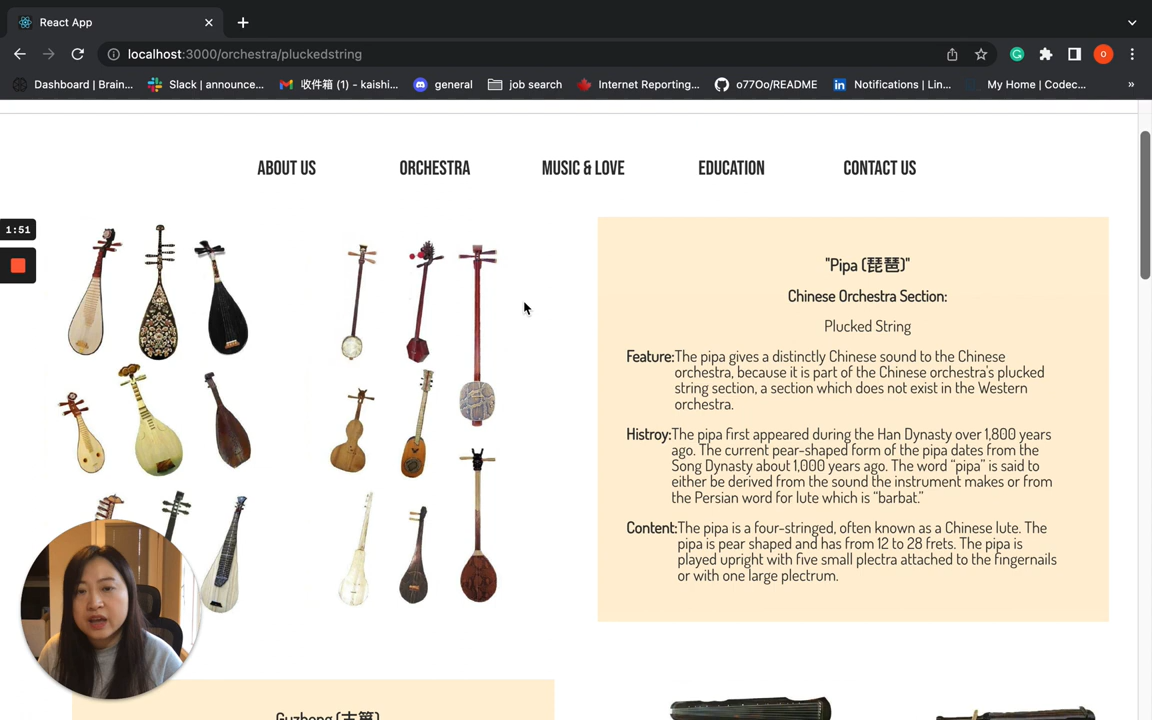 React App
localhost:3000/orchestra/pluckedstring
Dashboard | Brain... Slack | announce... 收件箱 (1) - kaishi... general job search Internet Reporting... o77Oo/README Notifications | Lin... My Home | Codec... »
ABOUT US ORCHESTRA MUSIC & LOVE EDUCATION CONTACT US
1:51
"Pipa (琵琶)"
Chinese Orchestra Section:
Plucked String
Feature:The pipa gives a distinctly Chinese sound to the Chinese
orchestra, because it is part of the Chinese orchestra's plucked
string section, a section which does not exist in the Western
orchestra.
Histroy:The pipa first appeared during the Han Dynasty over 1,800 years
ago. The current pear-shaped form of the pipa dates from the
Song Dynasty about 1,000 years ago. The word “pipa” is said to
either be derived from the sound the instrument makes or from
the Persian word for lute which is “barbat.”
Content:The pipa is a four-stringed, often known as a Chinese lute. The
pipa is pear shaped and has from 12 to 28 frets. The pipa is
played upright with five small plectra attached to the fingernails
or with one large plectrum.
Guzheng (古箏)